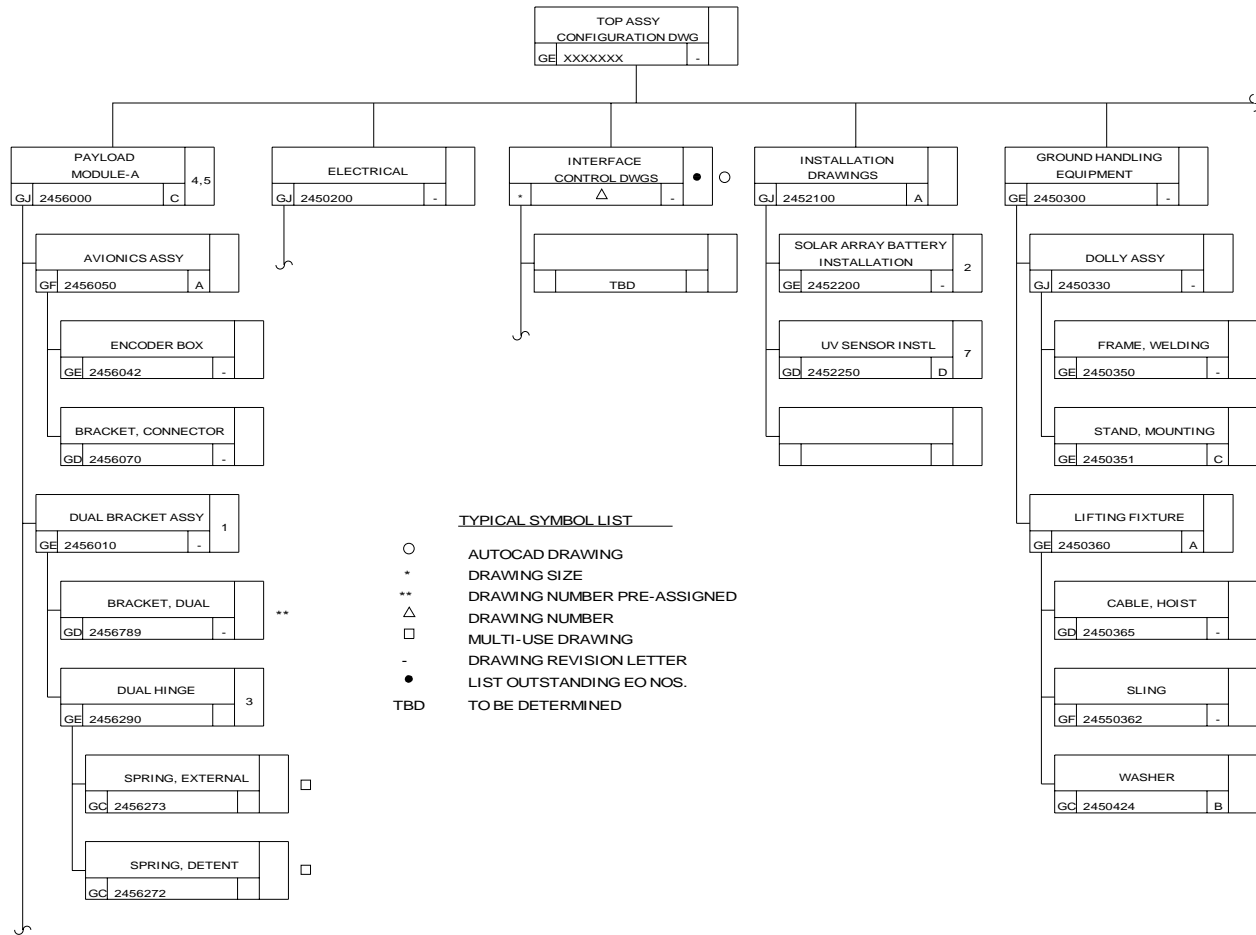 TOP ASSY
CONFIGURATION DWG
GE XXXXXXX -
PAYLOAD
MODULE-A
4,5
GJ 2456000 C
ELECTRICAL
GJ 2450200 -
INTERFACE
CONTROL DWGS
* △ - ● ○
INSTALLATION
DRAWINGS
GJ 2452100 A
GROUND HANDLING
EQUIPMENT
GE 2450300 -
AVIONICS ASSY
GF 2456050 A
ENCODER BOX
GE 2456042 -
BRACKET, CONNECTOR
GD 2456070 -
DUAL BRACKET ASSY
1
GE 2456010 -
BRACKET, DUAL
**
GD 2456789 -
DUAL HINGE
3
GE 2456290
SPRING, EXTERNAL
□
GC 2456273
SPRING, DETENT
□
GC 2456272
TBD
SOLAR ARRAY BATTERY
INSTALLATION
2
GE 2452200 -
UV SENSOR INSTL
7
GD 2452250 D
DOLLY ASSY
GJ 2450330 -
FRAME, WELDING
GE 2450350 -
STAND, MOUNTING
GE 2450351 C
LIFTING FIXTURE
GE 2450360 A
CABLE, HOIST
GD 2450365 -
SLING
GF 24550362 -
WASHER
GC 2450424 B
TYPICAL SYMBOL LIST
○ AUTOCAD DRAWING
* DRAWING SIZE
** DRAWING NUMBER PRE-ASSIGNED
△ DRAWING NUMBER
□ MULTI-USE DRAWING
- DRAWING REVISION LETTER
● LIST OUTSTANDING EO NOS.
TBD TO BE DETERMINED